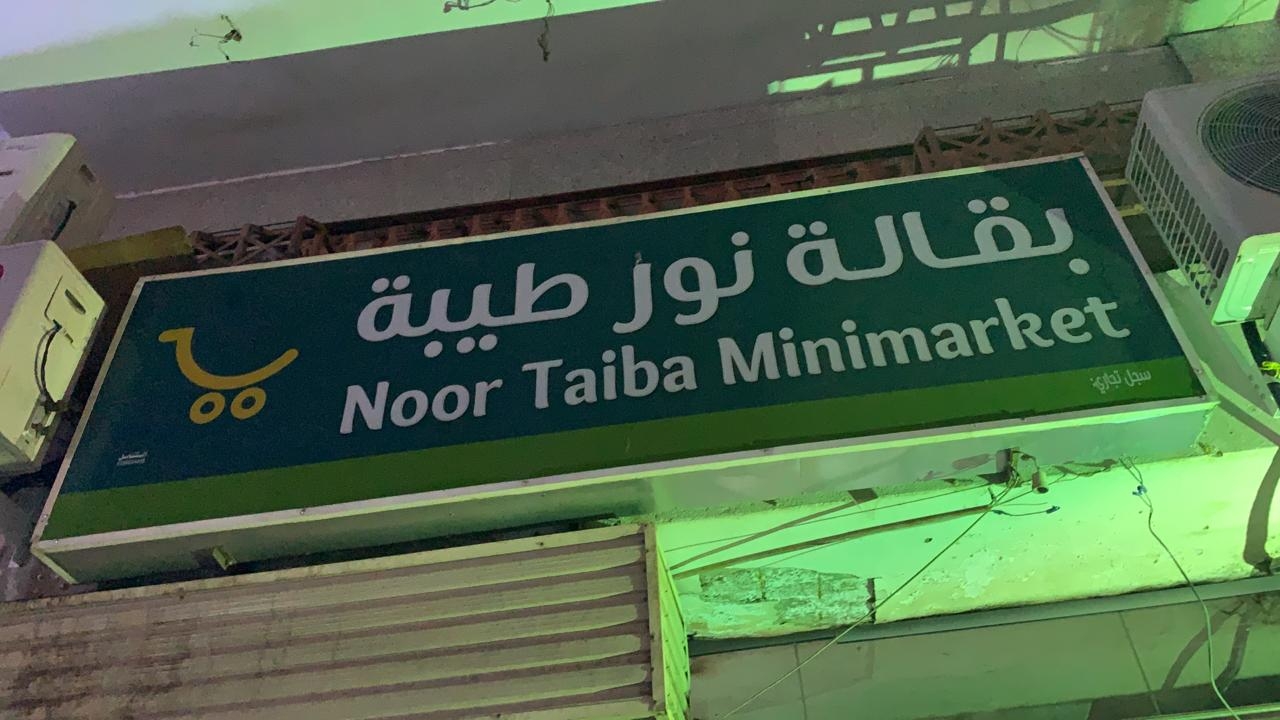 بقالة نور طيبة
Noor Taiba Minimarket
سجل تجاري: